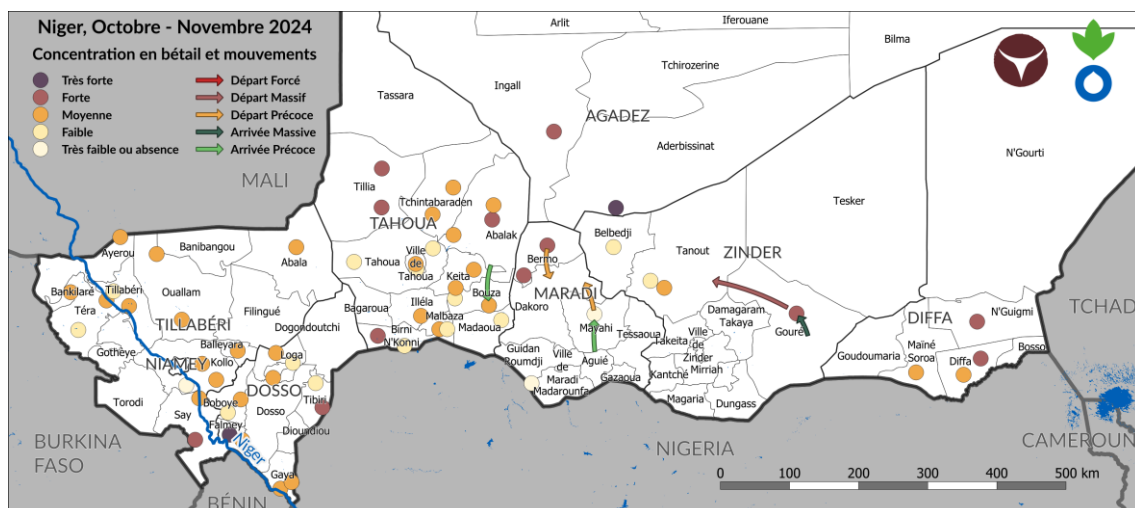 Niger, Octobre - Novembre 2024
Concentration en bétail et mouvements
Très forte
Départ Forcé
Forte
Départ Massif
Moyenne
Départ Précoce
Faible
Arrivée Massive
Très faible ou absence
Arrivée Précoce
Arlit
Iferouane
Bilma
Tchirozerine
Ingall
Tassara
AGADEZ
Aderbissinat
N'Gourti
MALI
Tillia
Tchintabaraden
Tesker
TAHOUA
Abalak
Belbedji
Tanout
ZINDER
Ayerou
Banibangou
Abala
Tahoua
Ville
de
Tahoua
Keita
Bermo
Bankilaré
Tillabéri
Ouallam
Bouza
Dakoro
MARADI
TCHAD
Téra
Filingué
Bagaroua
Illéla
Malbaza
Madaoua
Mayahi
Damagaram
Takaya
Gouré
DIFFA
N'Guigmi
TILLABÉRI
Dogondoutchi
Birni
N'Konni
Tessaoua
Takeita
Ville
de
Zinder
Mirriah
Goudoumaria
Maïné
Soroa
Diffa
Bosso
Gothèye
Balleyara
NIAMEY
Kollo
Loga
Guidan
Roumdji
Ville
de
Maradi
Madarounfa
Aguié
Gazaoua
Kantché
Magaria
Dungass
Torodi
Say
Boboye
DOSSO
Dosso
Tibiri
Dioundiou
Falmey
Niger
Gaya
BURKINA
FASO
BÉNIN
NIGERIA
CAMEROUN
0 100 200 300 400 500 km